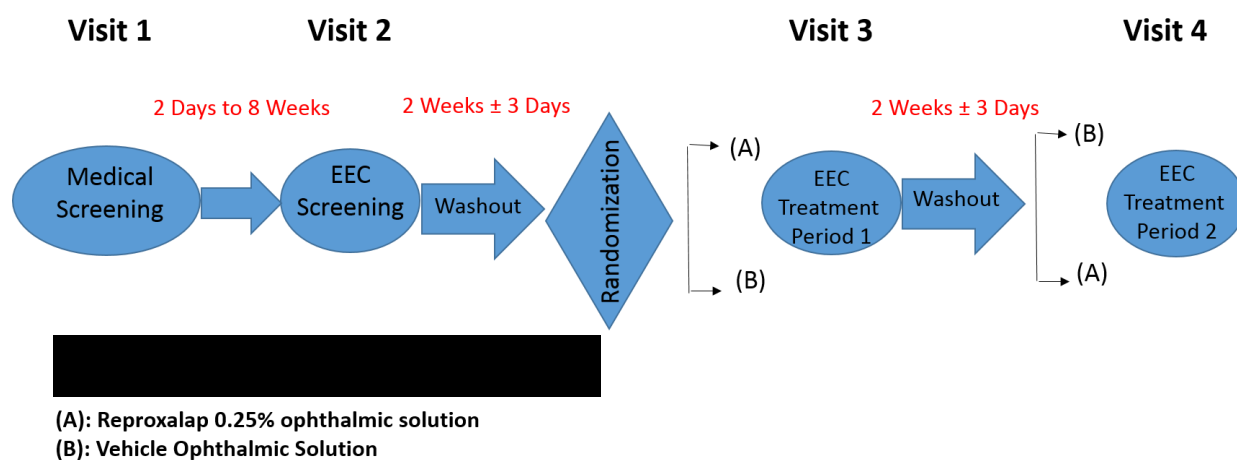 Visit 1
Visit 2
Visit 3
Visit 4
2 Days to 8 Weeks
2 Weeks ± 3 Days
2 Weeks ± 3 Days
Medical
Screening
EEC
Screening
Washout
Randomization
(A)
(B)
EEC
Treatment
Period 1
Washout
(B)
(A)
EEC
Treatment
Period 2
(A): Reproxalap 0.25% ophthalmic solution
(B): Vehicle Ophthalmic Solution